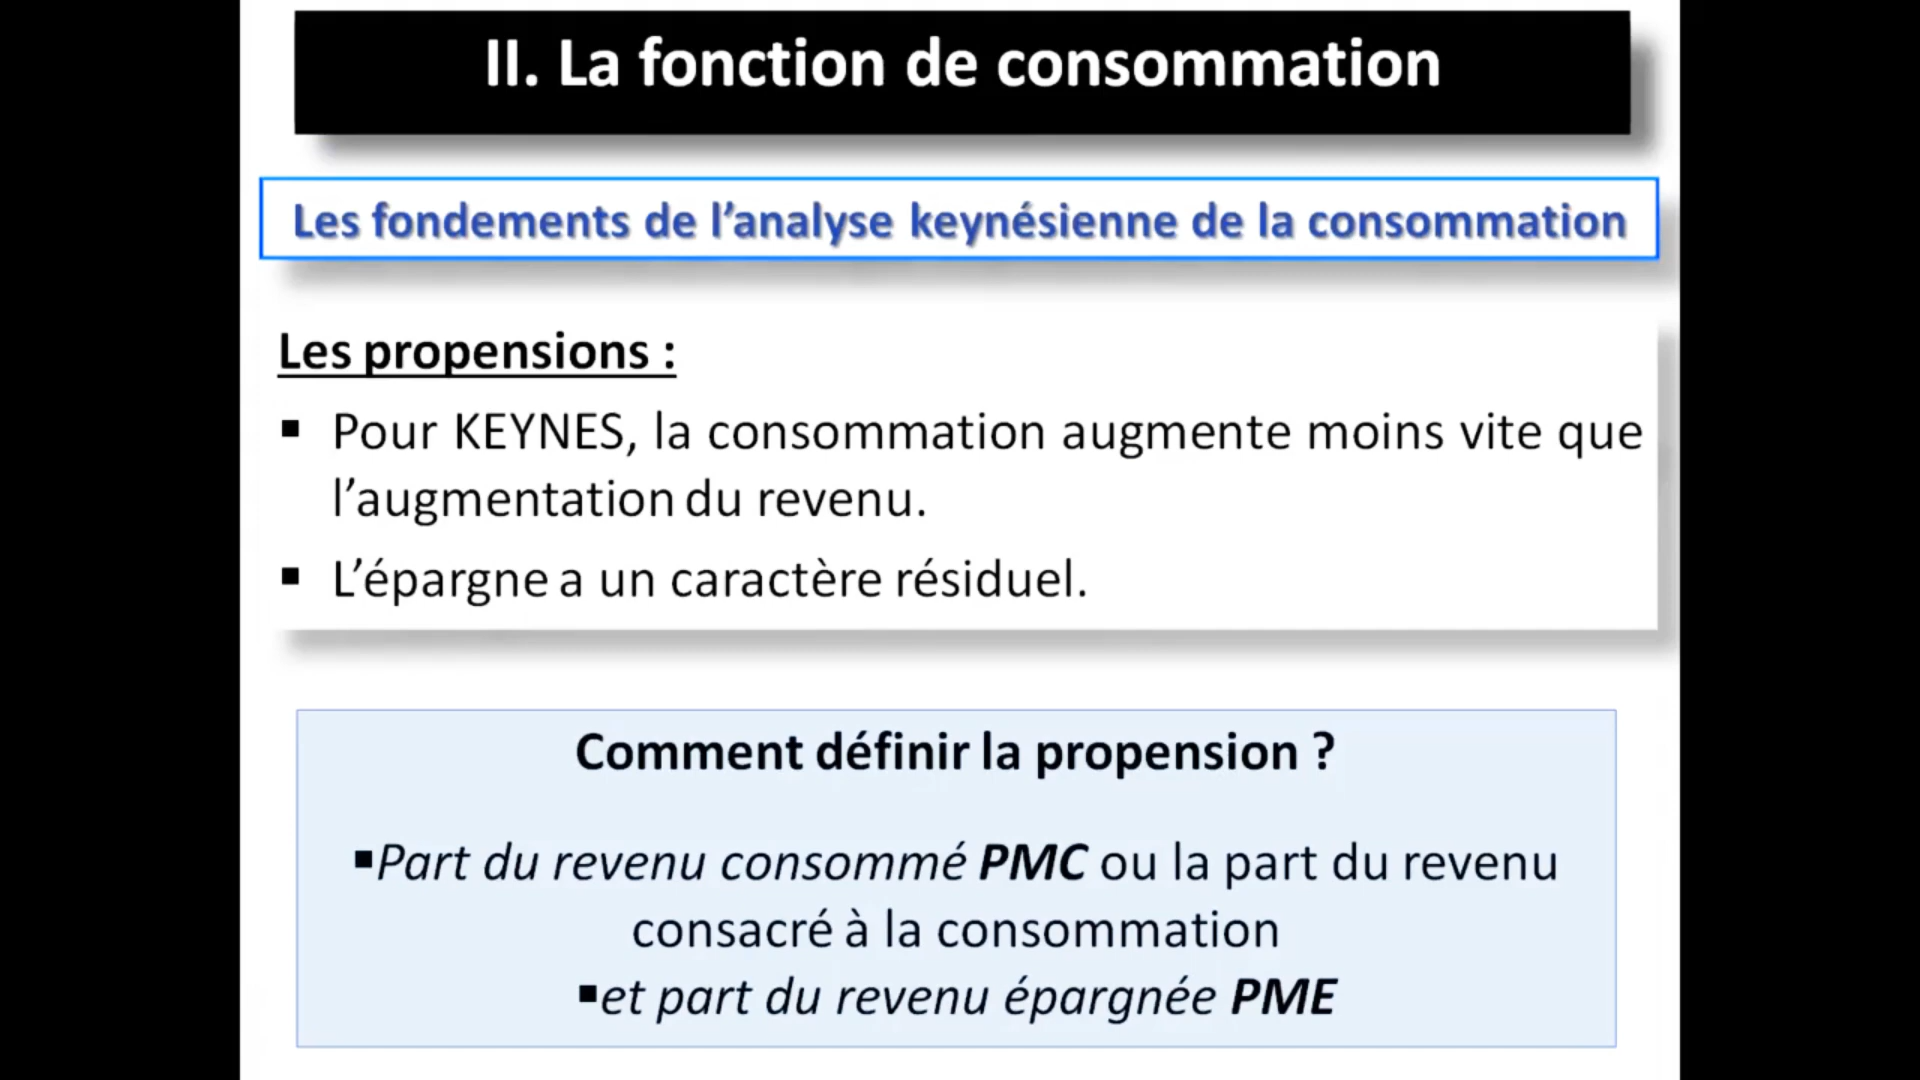 II. La fonction de consommation
Les fondements de l’analyse keynésienne de la consommation
Les propensions :
▪ Pour KEYNES, la consommation augmente moins vite que
l’augmentation du revenu.
▪ L’épargne a un caractère résiduel.
Comment définir la propension ?
▪Part du revenu consommé PMC ou la part du revenu
consacré à la consommation
▪et part du revenu épargnée PME